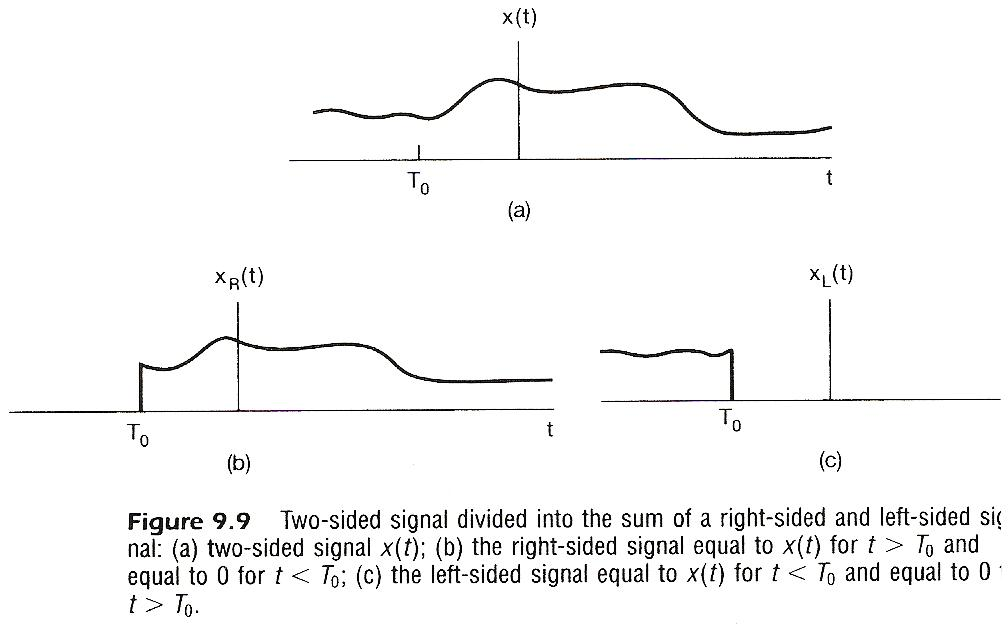 x(t)
T₀
t
(a)
x_R(t)
x_L(t)
T₀
t
T₀
(b)
(c)
Figure 9.9 Two-sided signal divided into the sum of a right-sided and left-sided sig
nal: (a) two-sided signal x(t); (b) the right-sided signal equal to x(t) for t > T₀ and
equal to 0 for t < T₀; (c) the left-sided signal equal to x(t) for t < T₀ and equal to 0
t > T₀.